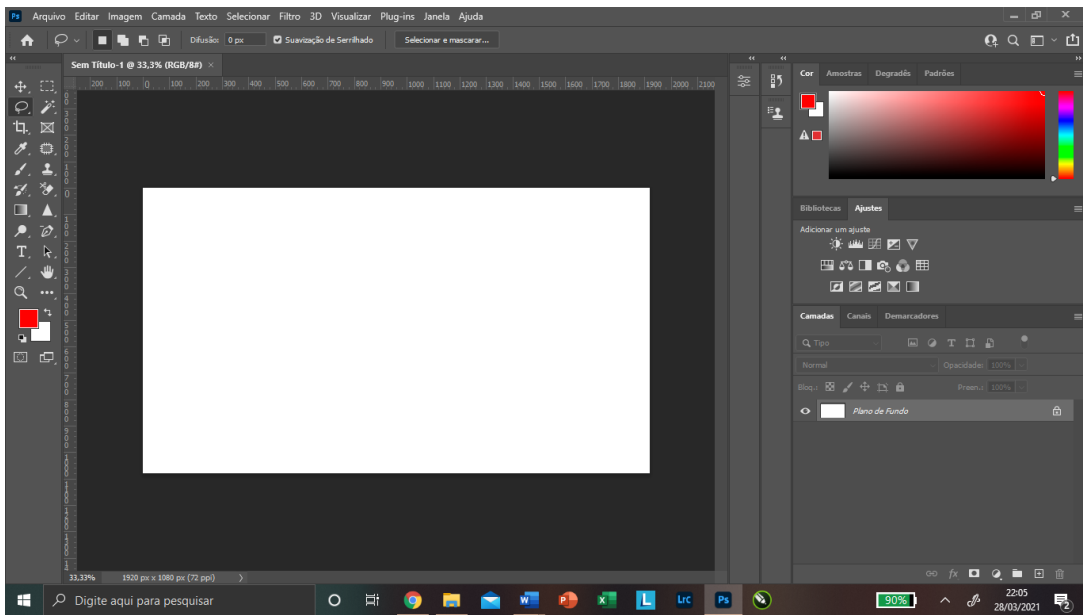 Ps Arquivo Editar Imagem Camada Texto Selecionar Filtro 3D Visualizar Plug-ins Janela Ajuda
Difusão: 0 px Suavização de Serrilhado Selecionar e mascarar...
Sem Título-1 @ 33,3% (RGB/8#) ×
200 100 0 100 200 300 400 500 600 700 800 900 1000 1100 1200 1300 1400 1500 1600 1700 1800 1900 2000 2100
Cor Amostras Degradês Padrões
Bibliotecas Ajustes
Adicionar um ajuste
Camadas Canais Demarcadores
Tipo
Normal Opacidade: 100%
Bloq.: Preen.: 100%
Plano de Fundo
T
33,33% 1920 px x 1080 px (72 ppi)
fx
Digite aqui para pesquisar
L LrC Ps
90%
22:05
28/03/2021
2